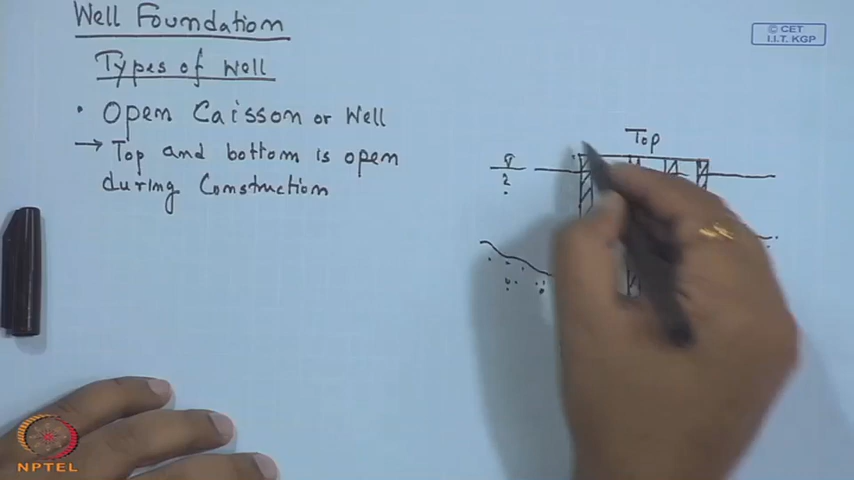 Well Foundation
Types of Well
• Open Caisson or Well
→ Top and bottom is open
during Construction
Top
© CET
I.I.T. KGP
NPTEL